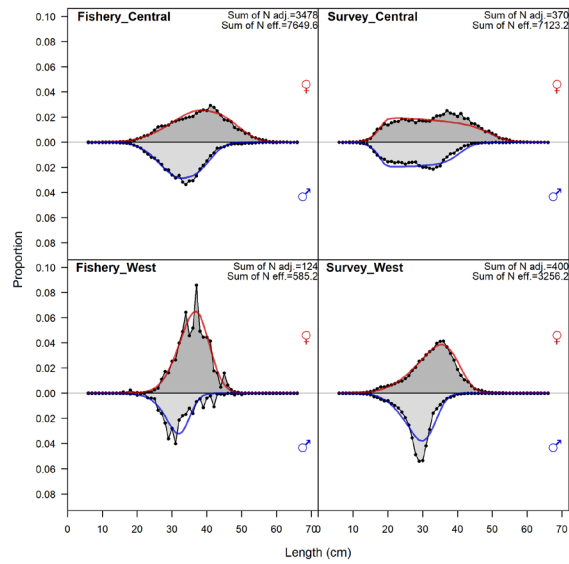 Fishery_Central
Sum of N adj.=3478
Sum of N eff.=7649.6
Survey_Central
Sum of N adj.=370
Sum of N eff.=7123.2
♀
♀
♂
♂
0.10
0.08
0.06
0.04
0.02
0.00
0.02
0.04
0.06
0.08
Fishery_West
Sum of N adj.=124
Sum of N eff.=585.2
Survey_West
Sum of N adj.=400
Sum of N eff.=3256.2
♀
♀
♂
♂
0.10
0.08
0.06
0.04
0.02
0.00
0.02
0.04
0.06
0.08
Proportion
0 10 20 30 40 50 60 70 0 10 20 30 40 50 60 70
Length (cm)